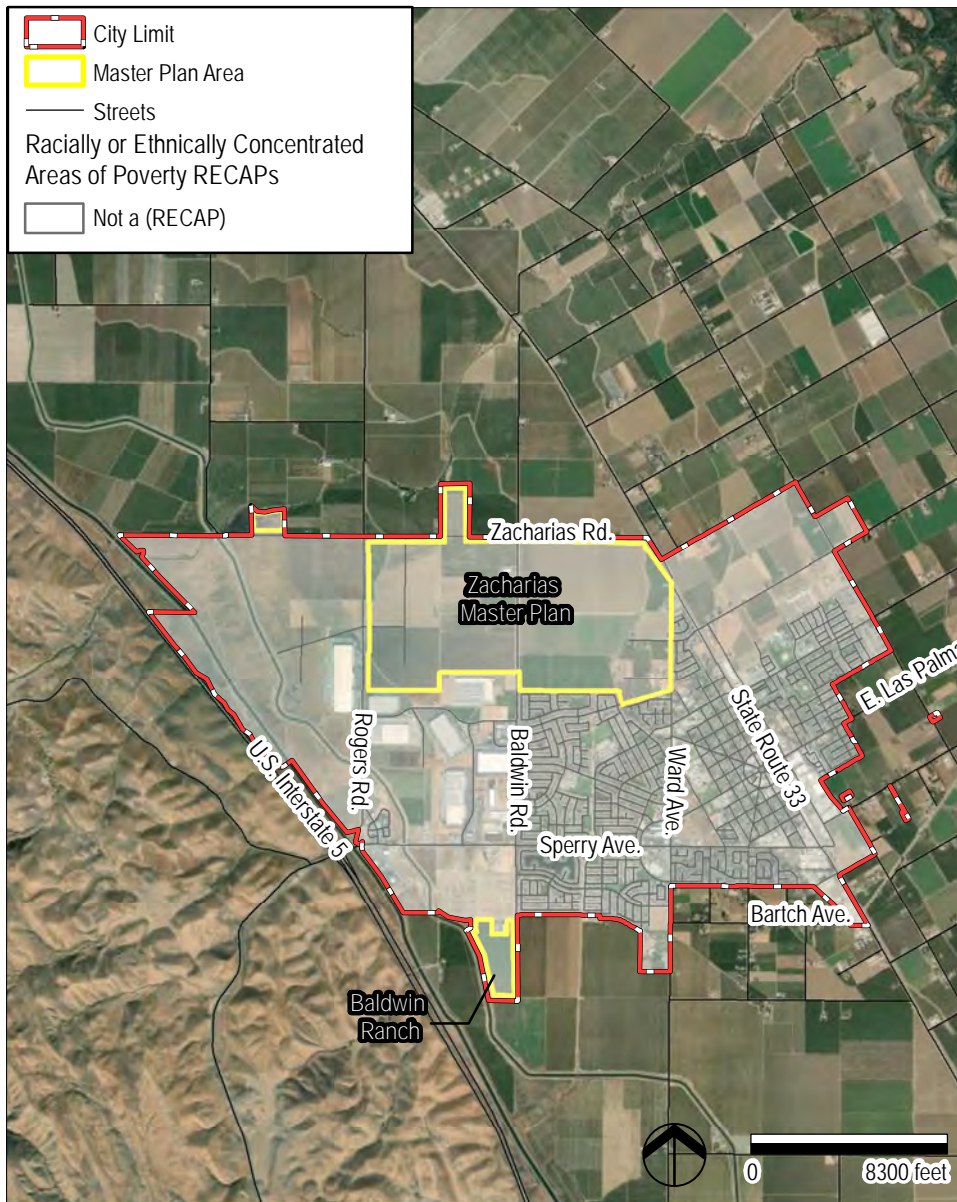 City Limit
Master Plan Area
Streets
Racially or Ethnically Concentrated
Areas of Poverty RECAPs
Not a (RECAP)
Zacharias Rd.
Zacharias
Master Plan
E. Las Palma
State Route 33
Rogers Rd.
Baldwin Rd.
Ward Ave.
U.S. Interstate 5
Sperry Ave.
Bartch Ave.
Baldwin
Ranch
0 8300 feet